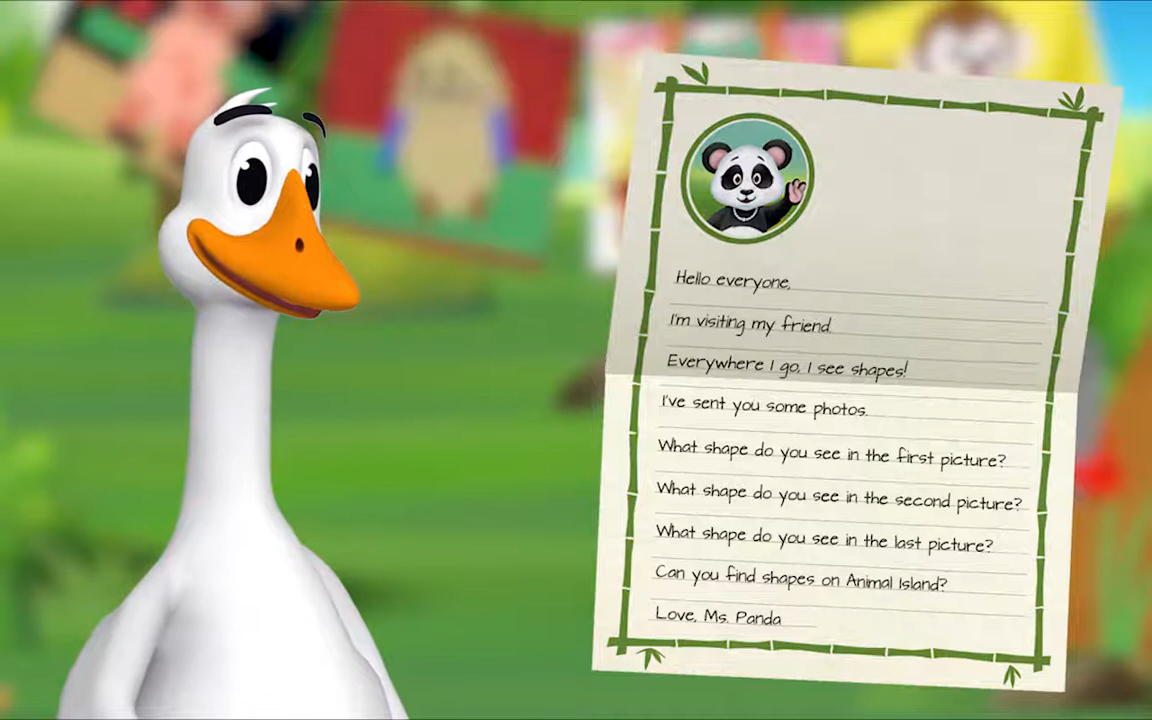 Hello everyone,
I'm visiting my friend.
Everywhere I go, I see shapes!
I've sent you some photos.
What shape do you see in the first picture?
What shape do you see in the second picture?
What shape do you see in the last picture?
Can you find shapes on Animal Island?
Love, Ms. Panda